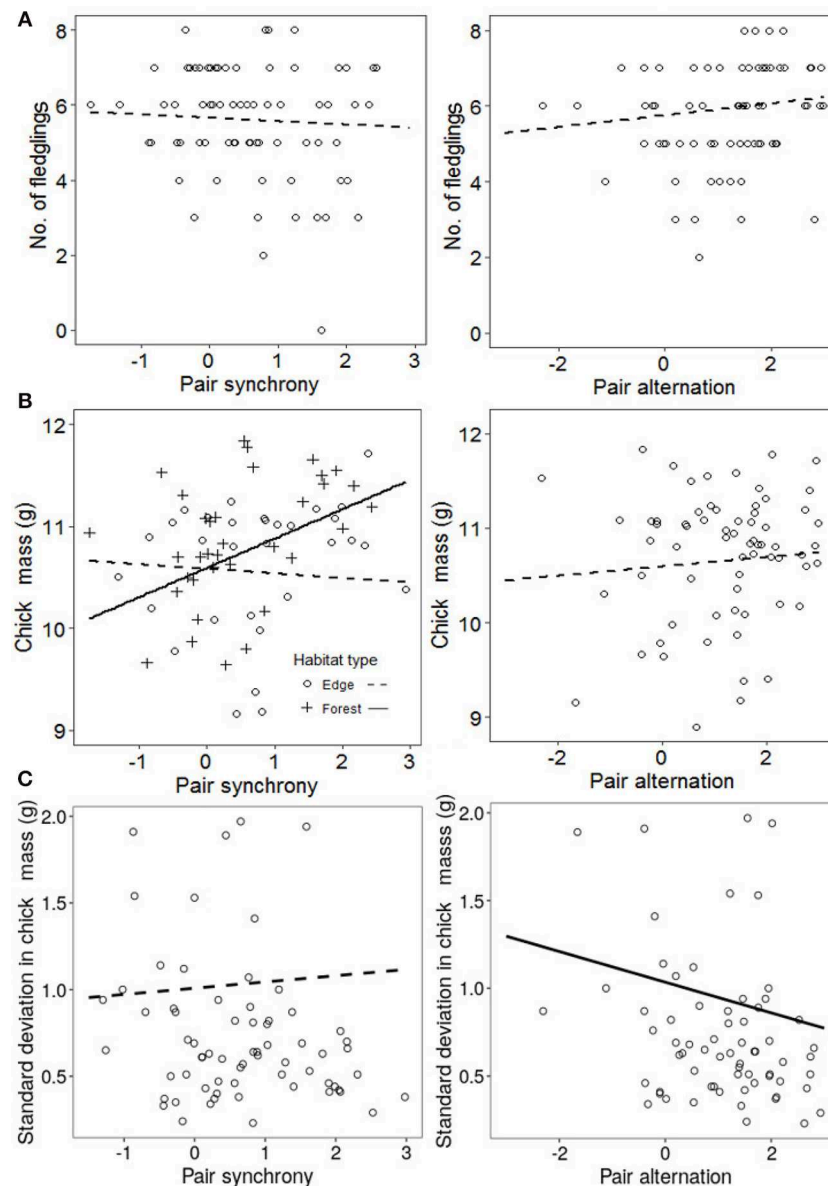 A
No. of fledglings
8
6
4
2
0
-1
0
1
2
3
Pair synchrony
No. of fledglings
8
6
4
2
0
-2
0
2
Pair alternation
B
Chick mass (g)
12
11
10
9
Habitat type
Edge
Forest
-1
0
1
2
3
Pair synchrony
Chick mass (g)
12
11
10
9
-2
0
2
Pair alternation
C
Standard deviation in chick masss (g)
2.0
1.5
1.0
0.5
-1
0
1
2
3
Pair synchrony
Standard deviation in chick masss (g)
2.0
1.5
1.0
0.5
-2
0
2
Pair alternation